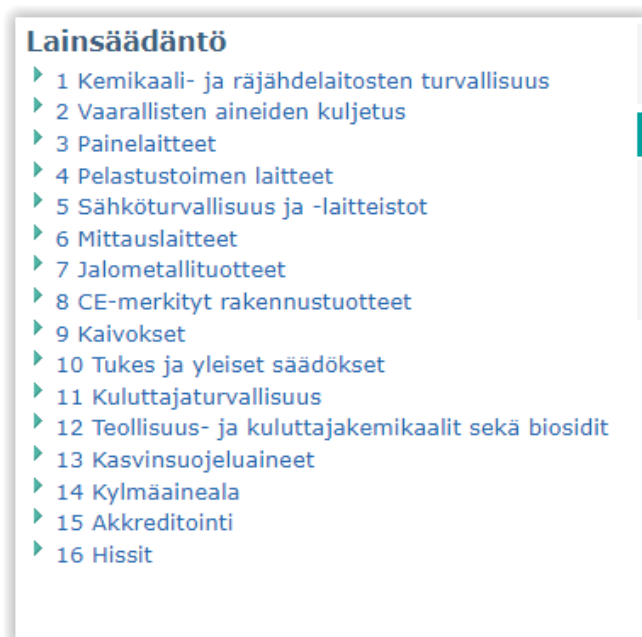 Lainsäädäntö
1 Kemikaali- ja räjähdelaitosten turvallisuus
2 Vaarallisten aineiden kuljetus
3 Painelaitteet
4 Pelastustoimen laitteet
5 Sähköturvallisuus ja -laitteistot
6 Mittauslaitteet
7 Jalometallituotteet
8 CE-merkityt rakennustuotteet
9 Kaivokset
10 Tukes ja yleiset säädökset
11 Kuluttajaturvallisuus
12 Teollisuus- ja kuluttajakemikaalit sekä biosidit
13 Kasvinsuojeluaineet
14 Kylmäaineala
15 Akkreditointi
16 Hissit